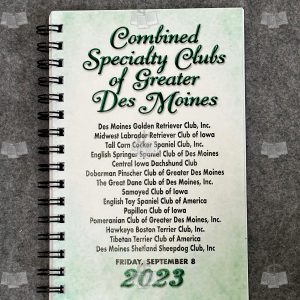 Combined
Specialty Clubs
of Greater
Des Moines
Des Moines Golden Retriever Club, Inc.
Midwest Labrador Retriever Club of Iowa
Tall Corn Cocker Spaniel Club, Inc.
English Springer Spaniel Club of Des Moines
Central Iowa Dachshund Club
Doberman Pinscher Club of Greater Des Moines
The Great Dane Club of Des Moines, Inc.
Samoyed Club of Iowa
English Toy Spaniel Club of America
Papillon Club of Iowa
Pomeranian Club of Greater Des Moines, Inc.
Hawkeye Boston Terrier Club, Inc.
Tibetan Terrier Club of America
Des Moines Shetland Sheepdog Club, Inc
FRIDAY, SEPTEMBER 8
2023